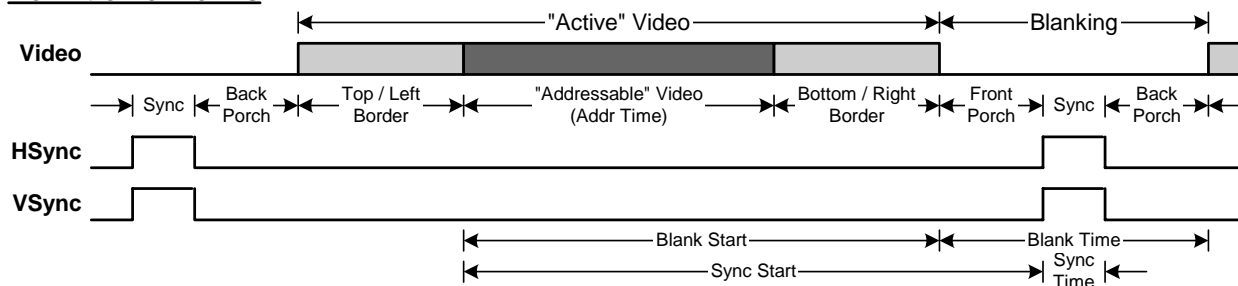 "Active" Video
Blanking
Video
Sync
Back
Porch
Top / Left
Border
"Addressable" Video
(Addr Time)
Bottom / Right
Border
Front
Porch
Sync
Back
Porch
HSync
VSync
Blank Start
Blank Time
Sync Start
Sync
Time